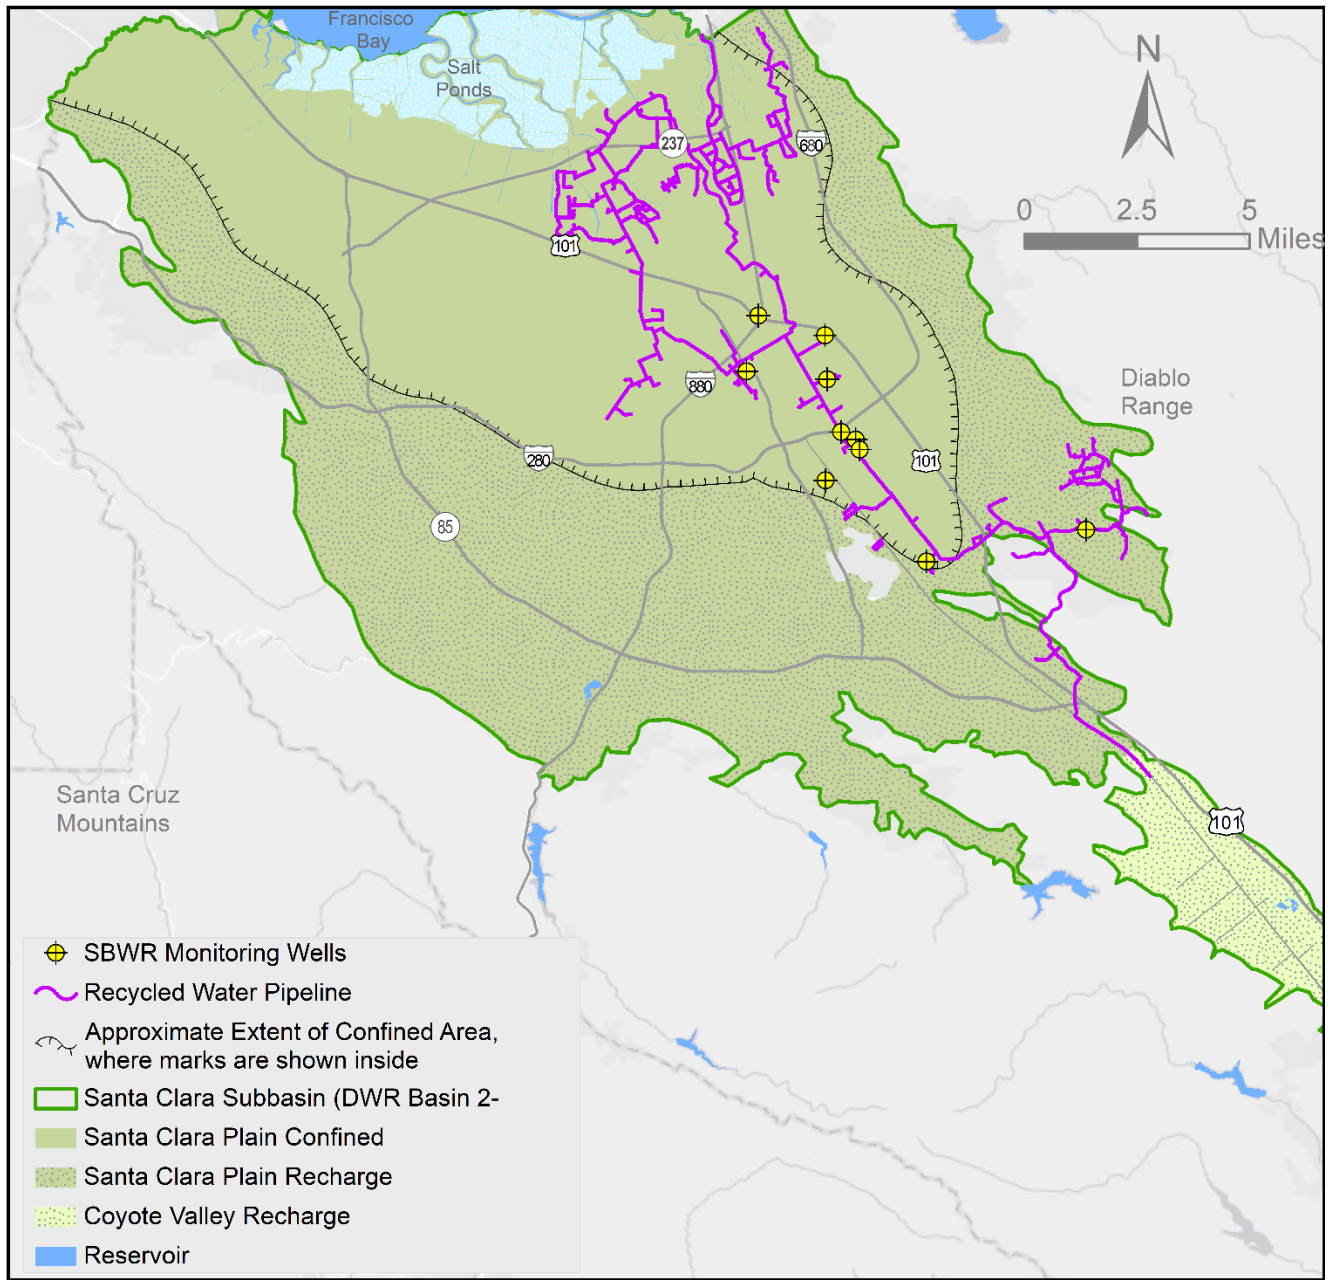 Francisco
Bay
Salt
Ponds
N
237
680
0 2.5 5
Miles
101
Diablo
Range
880
280
101
85
Santa Cruz
Mountains
101
SBWR Monitoring Wells
Recycled Water Pipeline
Approximate Extent of Confined Area,
where marks are shown inside
Santa Clara Subbasin (DWR Basin 2-
Santa Clara Plain Confined
Santa Clara Plain Recharge
Coyote Valley Recharge
Reservoir